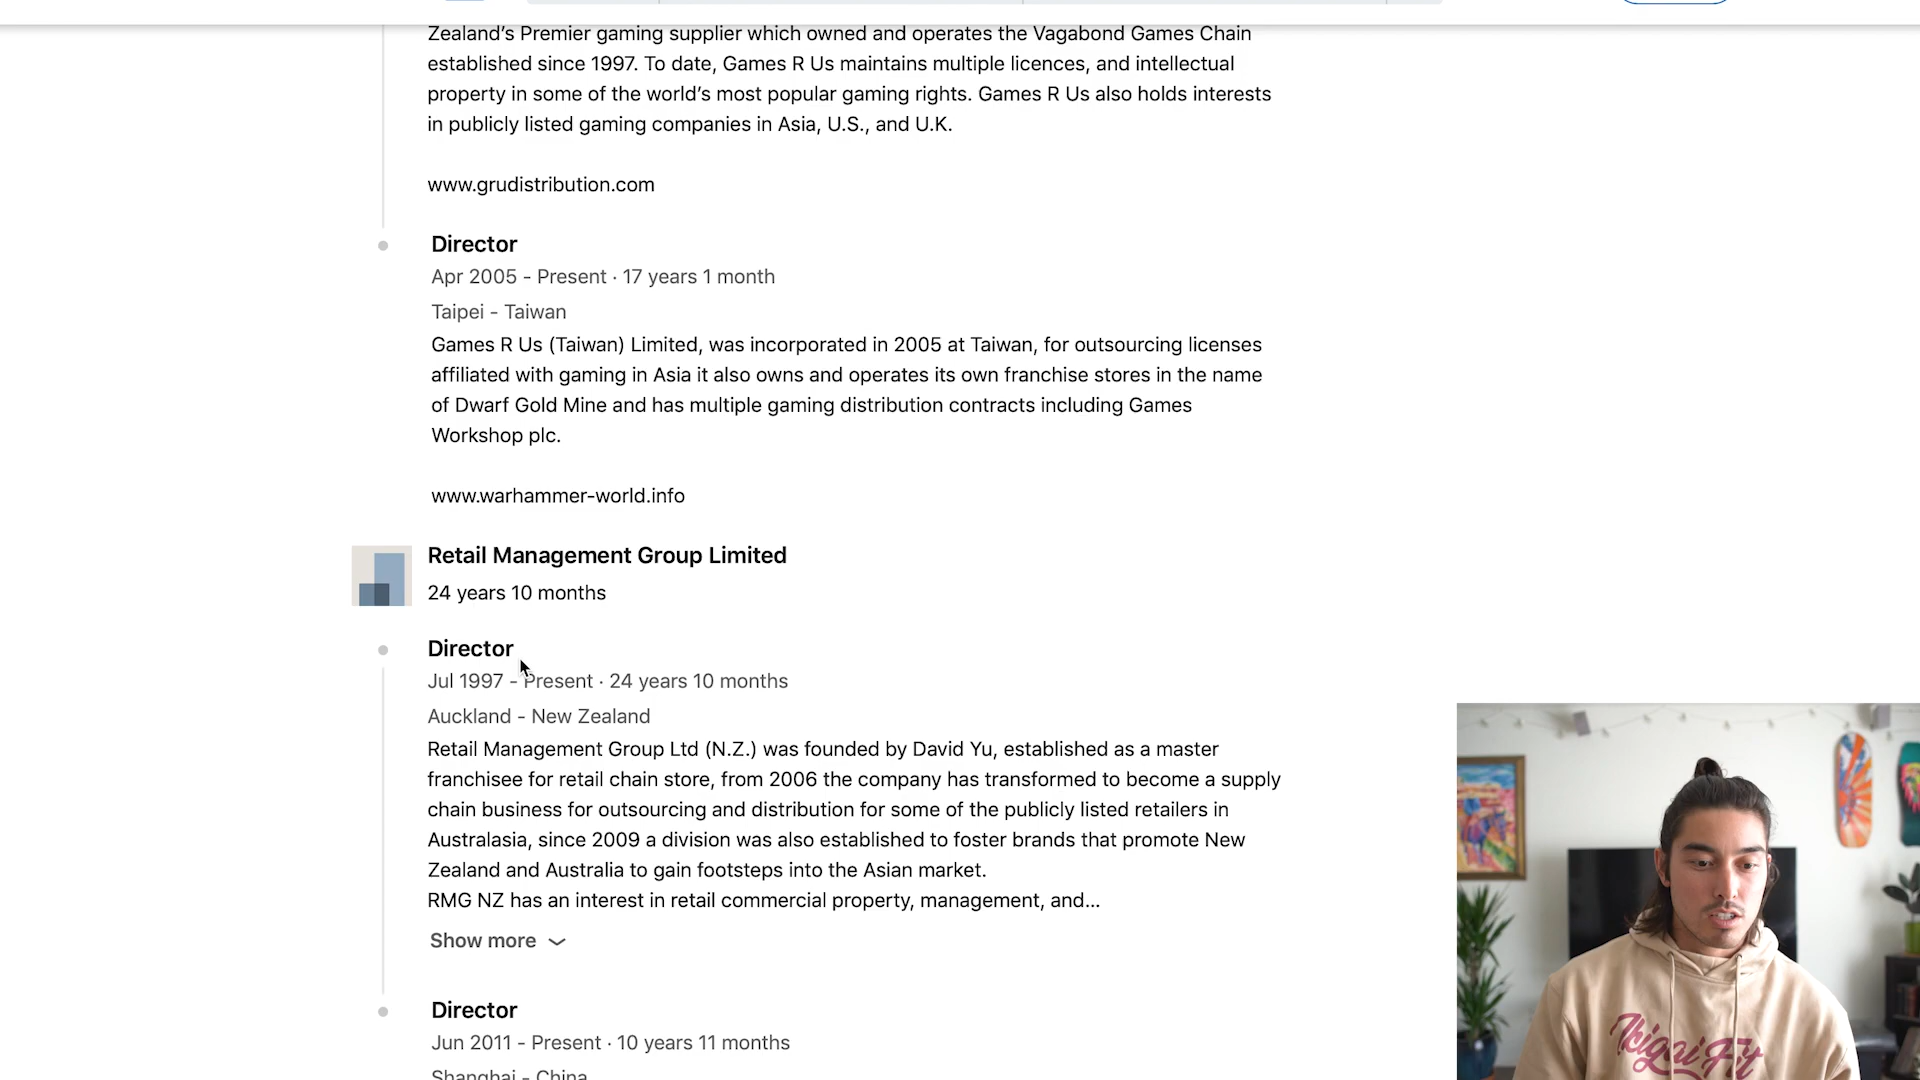 Zealand's Premier gaming supplier which owned and operates the Vagabond Games Chain
established since 1997. To date, Games R Us maintains multiple licences, and intellectual
property in some of the world's most popular gaming rights. Games R Us also holds interests
in publicly listed gaming companies in Asia, U.S., and U.K.
www.grudistribution.com
Director
Apr 2005 - Present · 17 years 1 month
Taipei - Taiwan
Games R Us (Taiwan) Limited, was incorporated in 2005 at Taiwan, for outsourcing licenses
affiliated with gaming in Asia it also owns and operates its own franchise stores in the name
of Dwarf Gold Mine and has multiple gaming distribution contracts including Games
Workshop plc.
www.warhammer-world.info
Retail Management Group Limited
24 years 10 months
Director
Jul 1997 - Present · 24 years 10 months
Auckland - New Zealand
Retail Management Group Ltd (N.Z.) was founded by David Yu, established as a master
franchisee for retail chain store, from 2006 the company has transformed to become a supply
chain business for outsourcing and distribution for some of the publicly listed retailers in
Australasia, since 2009 a division was also established to foster brands that promote New
Zealand and Australia to gain footsteps into the Asian market.
RMG NZ has an interest in retail commercial property, management, and...
Show more
Director
Jun 2011 - Present · 10 years 11 months
Shanghai - China
Ikigai Fit